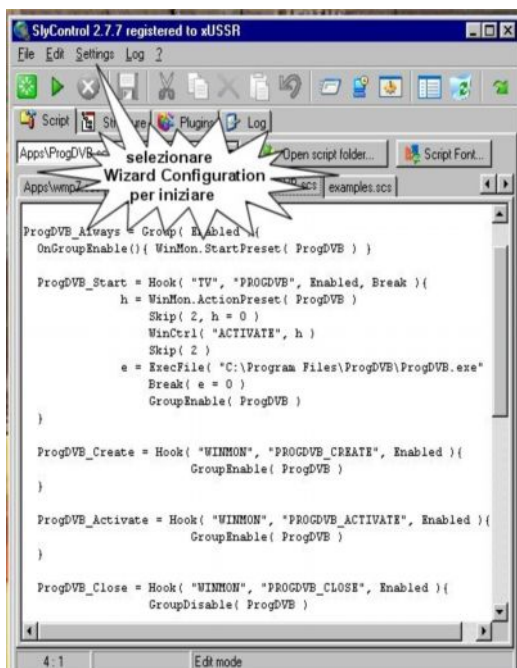 SlyControl 2.7.7 registered to xUSSR
File Edit Settings Log ?
Script Plugins Log
selezionare
Wizard Configuration
per iniziare
Open script folder...
Script Font...
examples.scs
ProgDVB_Always = Group( Enabled ){
OnGroupEnable(){ WinMon.StartPreset( ProgDVB ) }
ProgDVB_Start = Hook( "TV", "PROGDVB", Enabled, Break ){
h = WinMon.ActionPreset( ProgDVB )
Skip( 2, h = 0 )
WinCtrl( "ACTIVATE", h )
Skip( 2 )
e = ExecFile( "C:\Program Files\ProgDVB\ProgDVB.exe"
Break( e = 0 )
GroupEnable( ProgDVB )
}
ProgDVB_Create = Hook( "WINMON", "PROGDVB_CREATE", Enabled ){
GroupEnable( ProgDVB )
}
ProgDVB_Activate = Hook( "WINMON", "PROGDVB_ACTIVATE", Enabled ){
GroupEnable( ProgDVB )
}
ProgDVB_Close = Hook( "WINMON", "PROGDVB_CLOSE", Enabled ){
GroupDisable( ProgDVB )
4 : 1 Edit mode